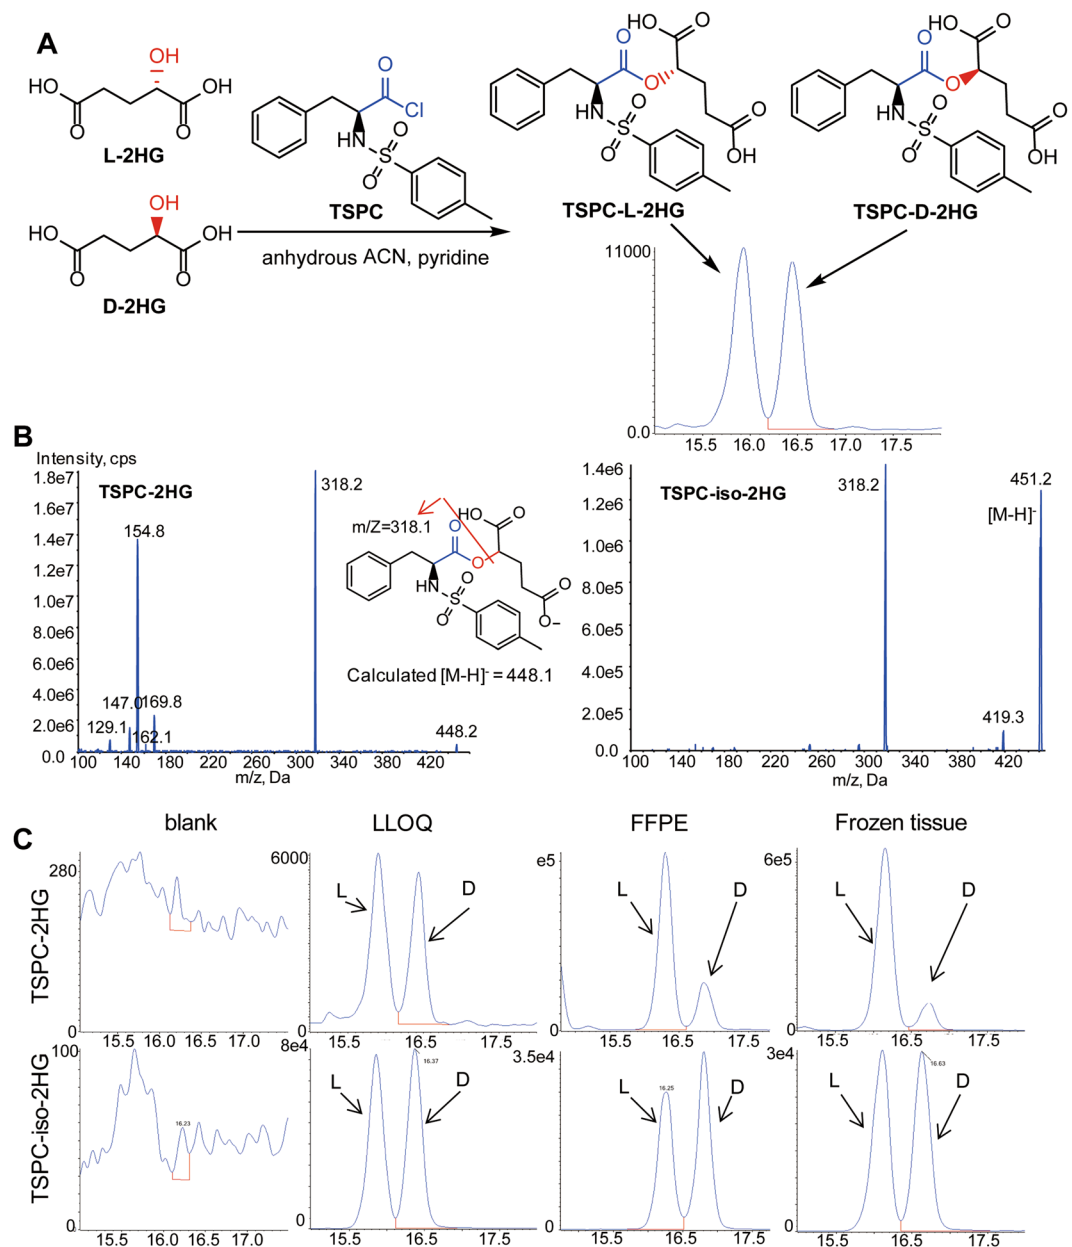 A
OH
HO
OH
O
O
L-2HG
OH
HO
OH
O
O
D-2HG
O
Cl
HN
O
S
O
TSPC
anhydrous ACN, pyridine
HO
O
O
O
HN
O
S
O
O
OH
TSPC-L-2HG
HO
O
O
O
HN
O
S
O
O
OH
TSPC-D-2HG
11000
0.0
15.5 16.0 16.5 17.0 17.5
B
Intensity, cps
1.8e7
1.6e7
1.4e7
1.2e7
1.0e7
8.0e6
6.0e6
4.0e6
2.0e6
0.0
TSPC-2HG
154.8
318.2
147.0
169.8
129.1
162.1
448.2
100 140 160 220 260 300 340 380 420
m/z, Da
m/Z=318.1
HO
O
O
O
HN
O
S
O
O
O–
Calculated [M-H]- = 448.1
1.4e6
1.2e6
1.0e6
8.0e5
6.0e5
4.0e5
2.0e5
0.0
TSPC-iso-2HG
318.2
451.2
[M-H]-
419.3
100 140 180 220 260 300 340 380 420
m/z, Da
C
blank
LLOQ
FFPE
Frozen tissue
TSPC-2HG
280
0
15.5 16.0 16.5 17.0
6000
0
L
D
15.5 16.5 17.5
e5
e0
L
D
15.5 16.5 17.5
6e5
0
L
D
15.5 16.5 17.5
TSPC-iso-2HG
100
0
16.23
15.5 16.0 16.5 17.0
8e4
0
L
16.37
D
15.5 16.5 17.5
3.5e4
0
L
16.25
D
15.5 16.5 17.5
3e4
0
L
16.63
D
15.5 16.5 17.5